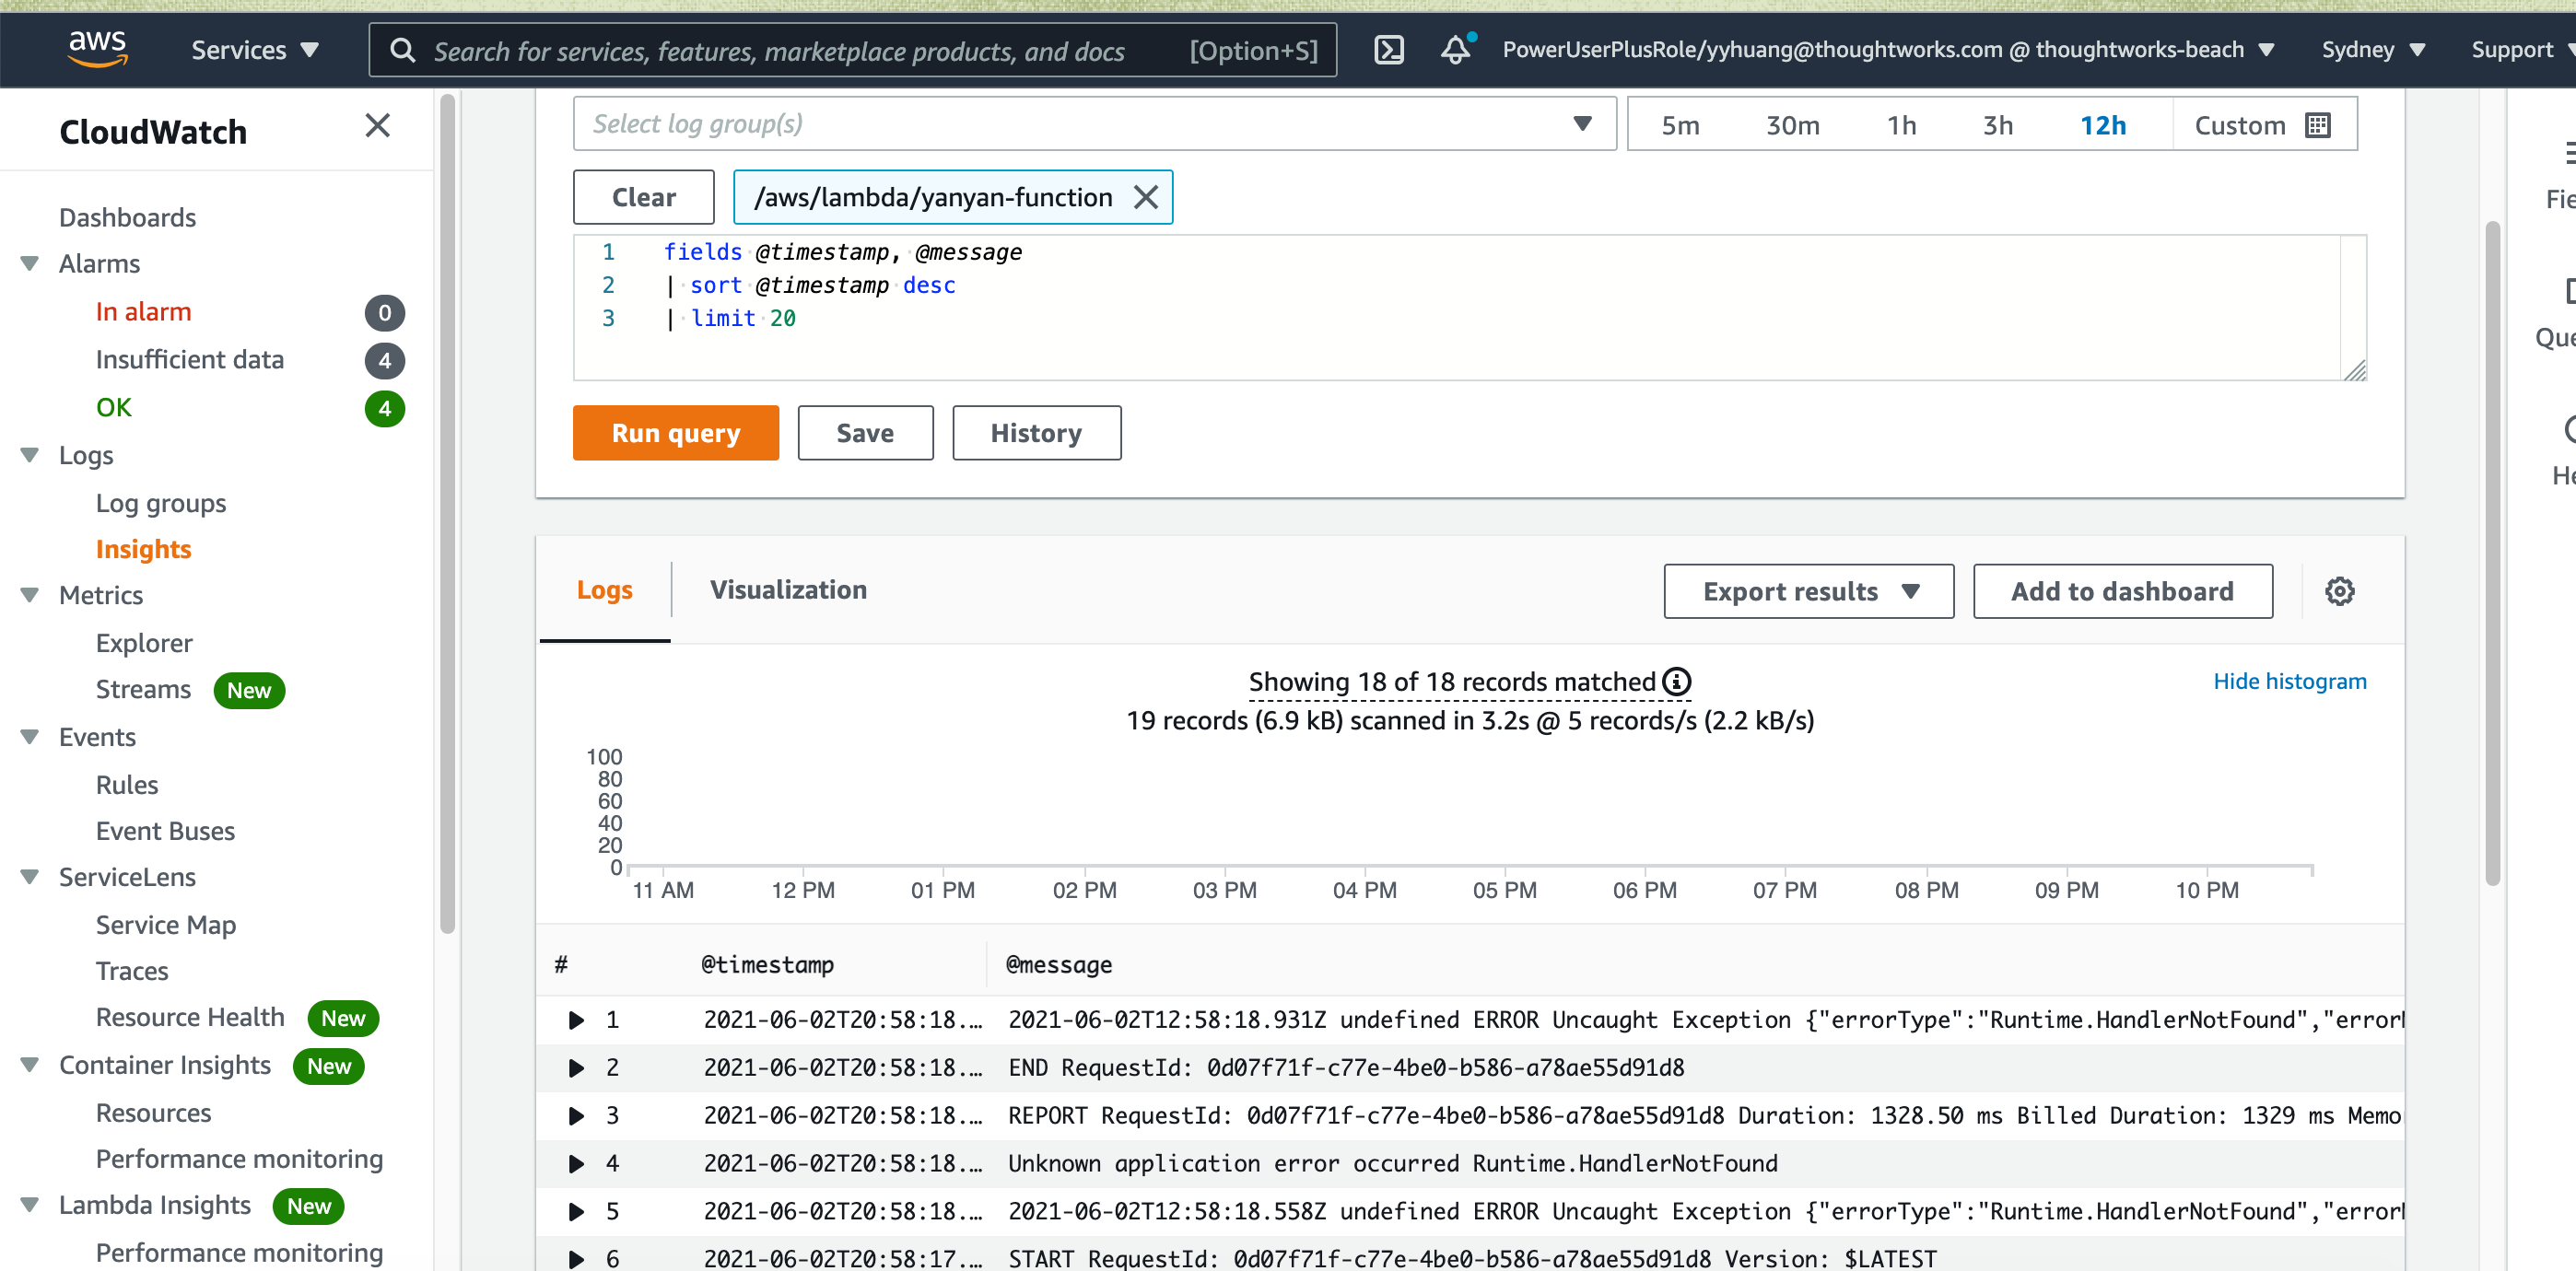 aws Services Search for services, features, marketplace products, and docs [Option+S] PowerUserPlusRole/yyhuang@thoughtworks.com @ thoughtworks-beach Sydney Support
CloudWatch
Dashboards
Alarms
In alarm 0
Insufficient data 4
OK 4
Logs
Log groups
Insights
Metrics
Explorer
Streams New
Events
Rules
Event Buses
ServiceLens
Service Map
Traces
Resource Health New
Container Insights New
Resources
Performance monitoring
Lambda Insights New
Performance monitoring
Select log group(s) 5m 30m 1h 3h 12h Custom
Clear /aws/lambda/yanyan-function
1 fields @timestamp, @message
2 | sort @timestamp desc
3 | limit 20
Run query Save History
Logs Visualization Export results Add to dashboard
Showing 18 of 18 records matched Hide histogram
19 records (6.9 kB) scanned in 3.2s @ 5 records/s (2.2 kB/s)
100
80
60
40
20
0
11 AM 12 PM 01 PM 02 PM 03 PM 04 PM 05 PM 06 PM 07 PM 08 PM 09 PM 10 PM
# @timestamp @message
1 2021-06-02T20:58:18.… 2021-06-02T12:58:18.931Z undefined ERROR Uncaught Exception {"errorType":"Runtime.HandlerNotFound","error
2 2021-06-02T20:58:18.… END RequestId: 0d07f71f-c77e-4be0-b586-a78ae55d91d8
3 2021-06-02T20:58:18.… REPORT RequestId: 0d07f71f-c77e-4be0-b586-a78ae55d91d8 Duration: 1328.50 ms Billed Duration: 1329 ms Memo
4 2021-06-02T20:58:18.… Unknown application error occurred Runtime.HandlerNotFound
5 2021-06-02T20:58:18.… 2021-06-02T12:58:18.558Z undefined ERROR Uncaught Exception {"errorType":"Runtime.HandlerNotFound","error
6 2021-06-02T20:58:17.… START RequestId: 0d07f71f-c77e-4be0-b586-a78ae55d91d8 Version: $LATEST
Fie
Que
He